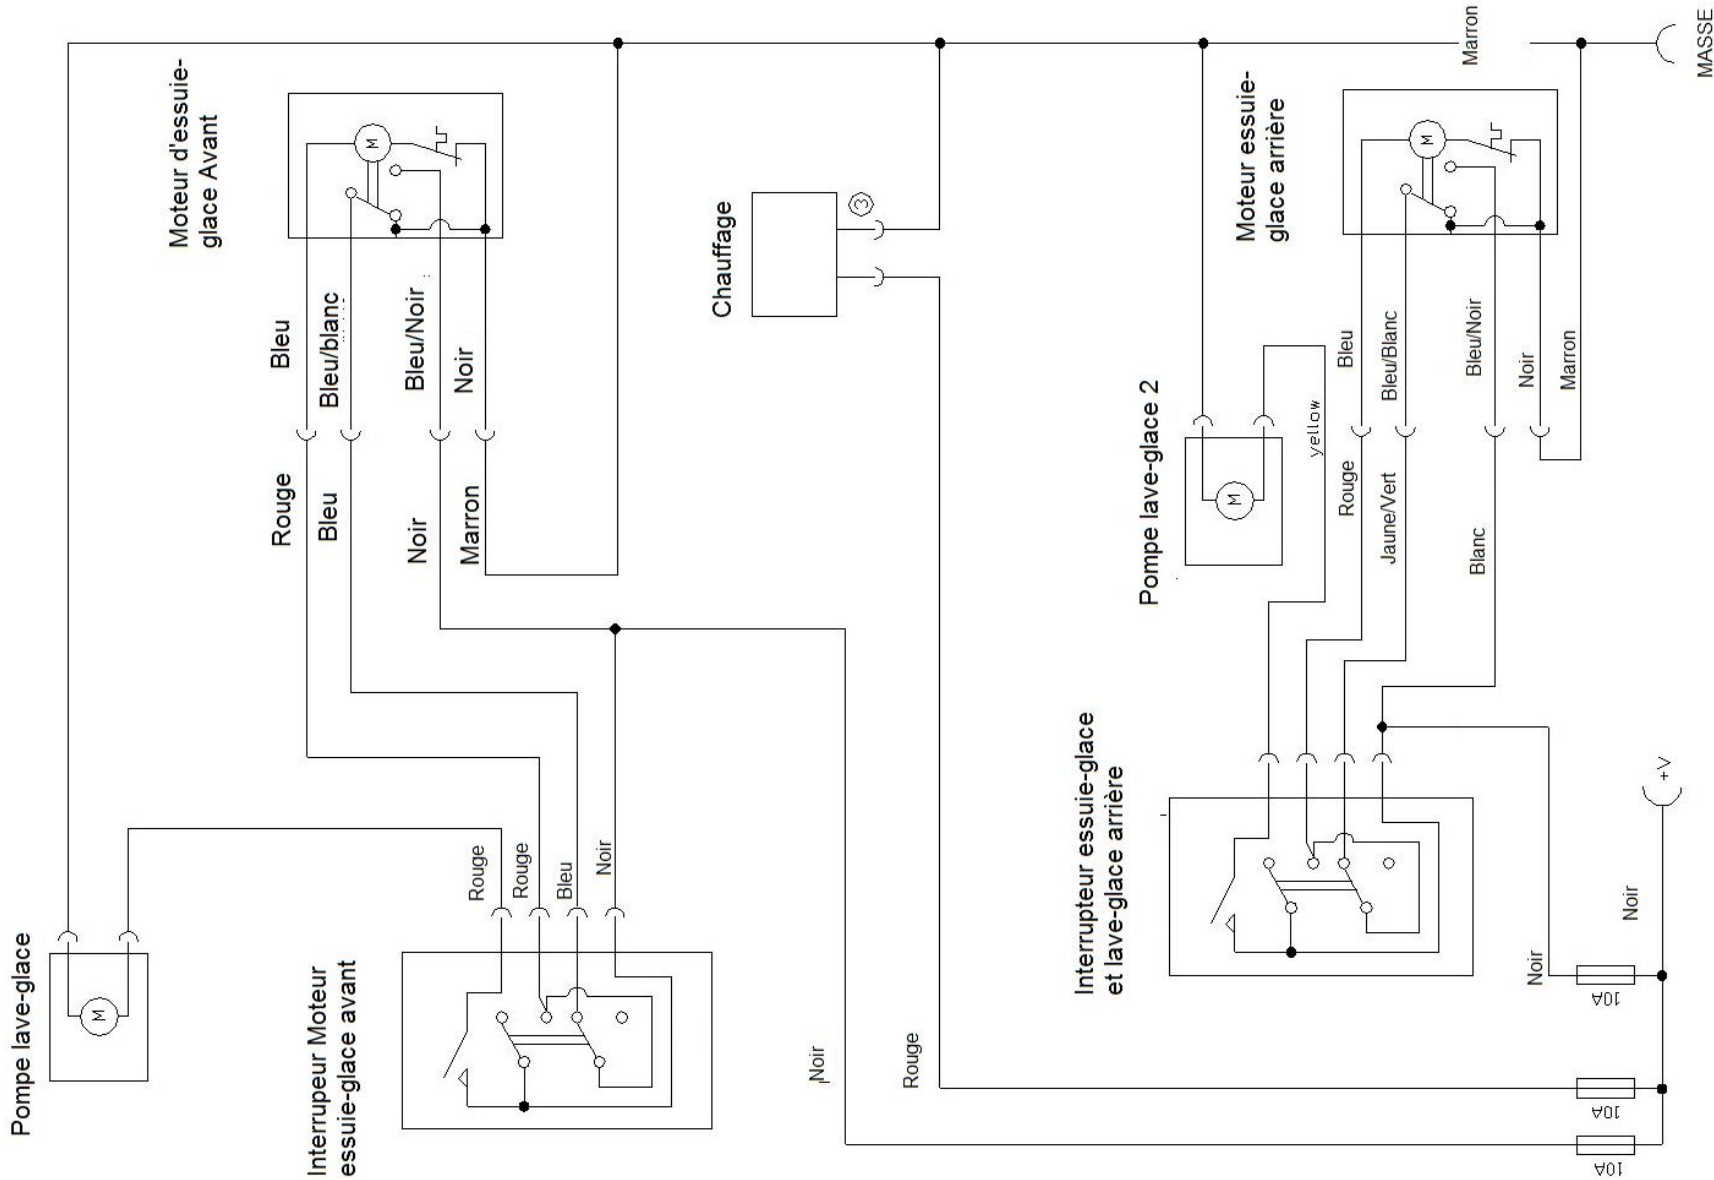 Pompe lave-glace
Interrupeur Moteur
essuie-glace avant
Moteur d'essuie-
glace Avant
Bleu
Bleu/blanc
Bleu/Noir
Noir
Rouge
Bleu
Noir
Marron
Rouge
Rouge
Bleu
Noir
M
M
Chauffage
3
Noir
Rouge
Pompe lave-glace 2
M
yellow
Moteur essuie-
glace arrière
M
Bleu
Bleu/Blanc
Bleu/Noir
Noir
Marron
Rouge
Jaune/Vert
Blanc
Interrupteur essuie-glace
et lave-glace arrière
Noir
Noir
10A
10A
10A
+V
Marron
MASSE